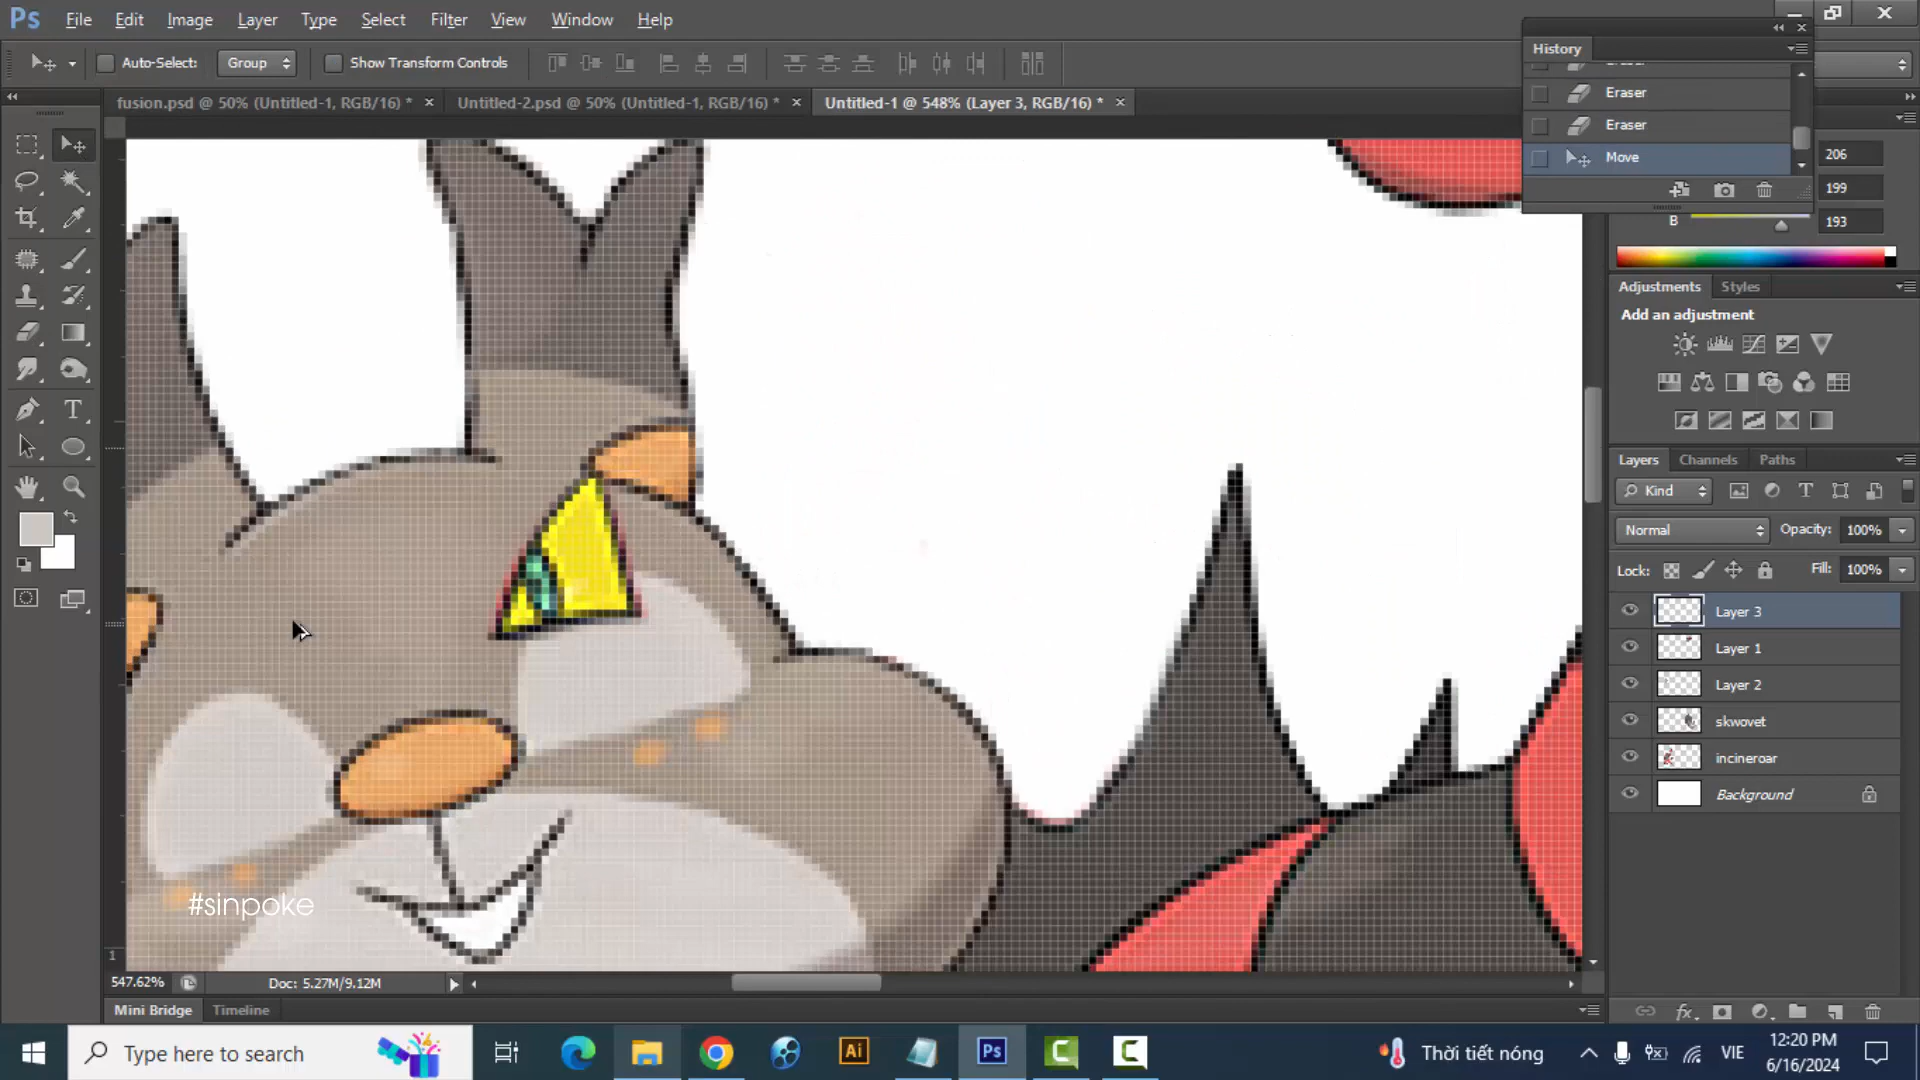 Ps File Edit Image Layer Type Select Filter View Window Help
Auto-Select: Group Show Transform Controls
History
fusion.psd @ 50% (Untitled-1, RGB/16) * × Untitled-2.psd @ 50% (Untitled-1, RGB/16) * × Untitled-1 @ 548% (Layer 3, RGB/16) * ×
Eraser
Eraser
Move
206
199
B 193
Adjustments Styles
Add an adjustment
Layers Channels Paths
Kind
Normal Opacity: 100%
Lock: Fill: 100%
Layer 3
Layer 1
Layer 2
skwovet
incineroar
Background
#sinpoke
1
547.62% Doc: 5.27M/9.12M
Mini Bridge Timeline
Type here to search
Ai Ps
Thời tiết nóng
VIE
12:20 PM
6/16/2024